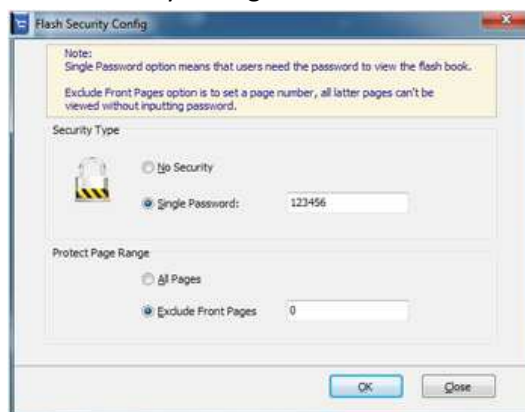 Flash Security Config
Note:
Single Password option means that users need the password to view the flash book.
Exclude Front Pages option is to set a page number, all latter pages can't be
viewed without inputting password.
Security Type
No Security
Single Password: 123456
Protect Page Range
All Pages
Exclude Front Pages 0
OK Close